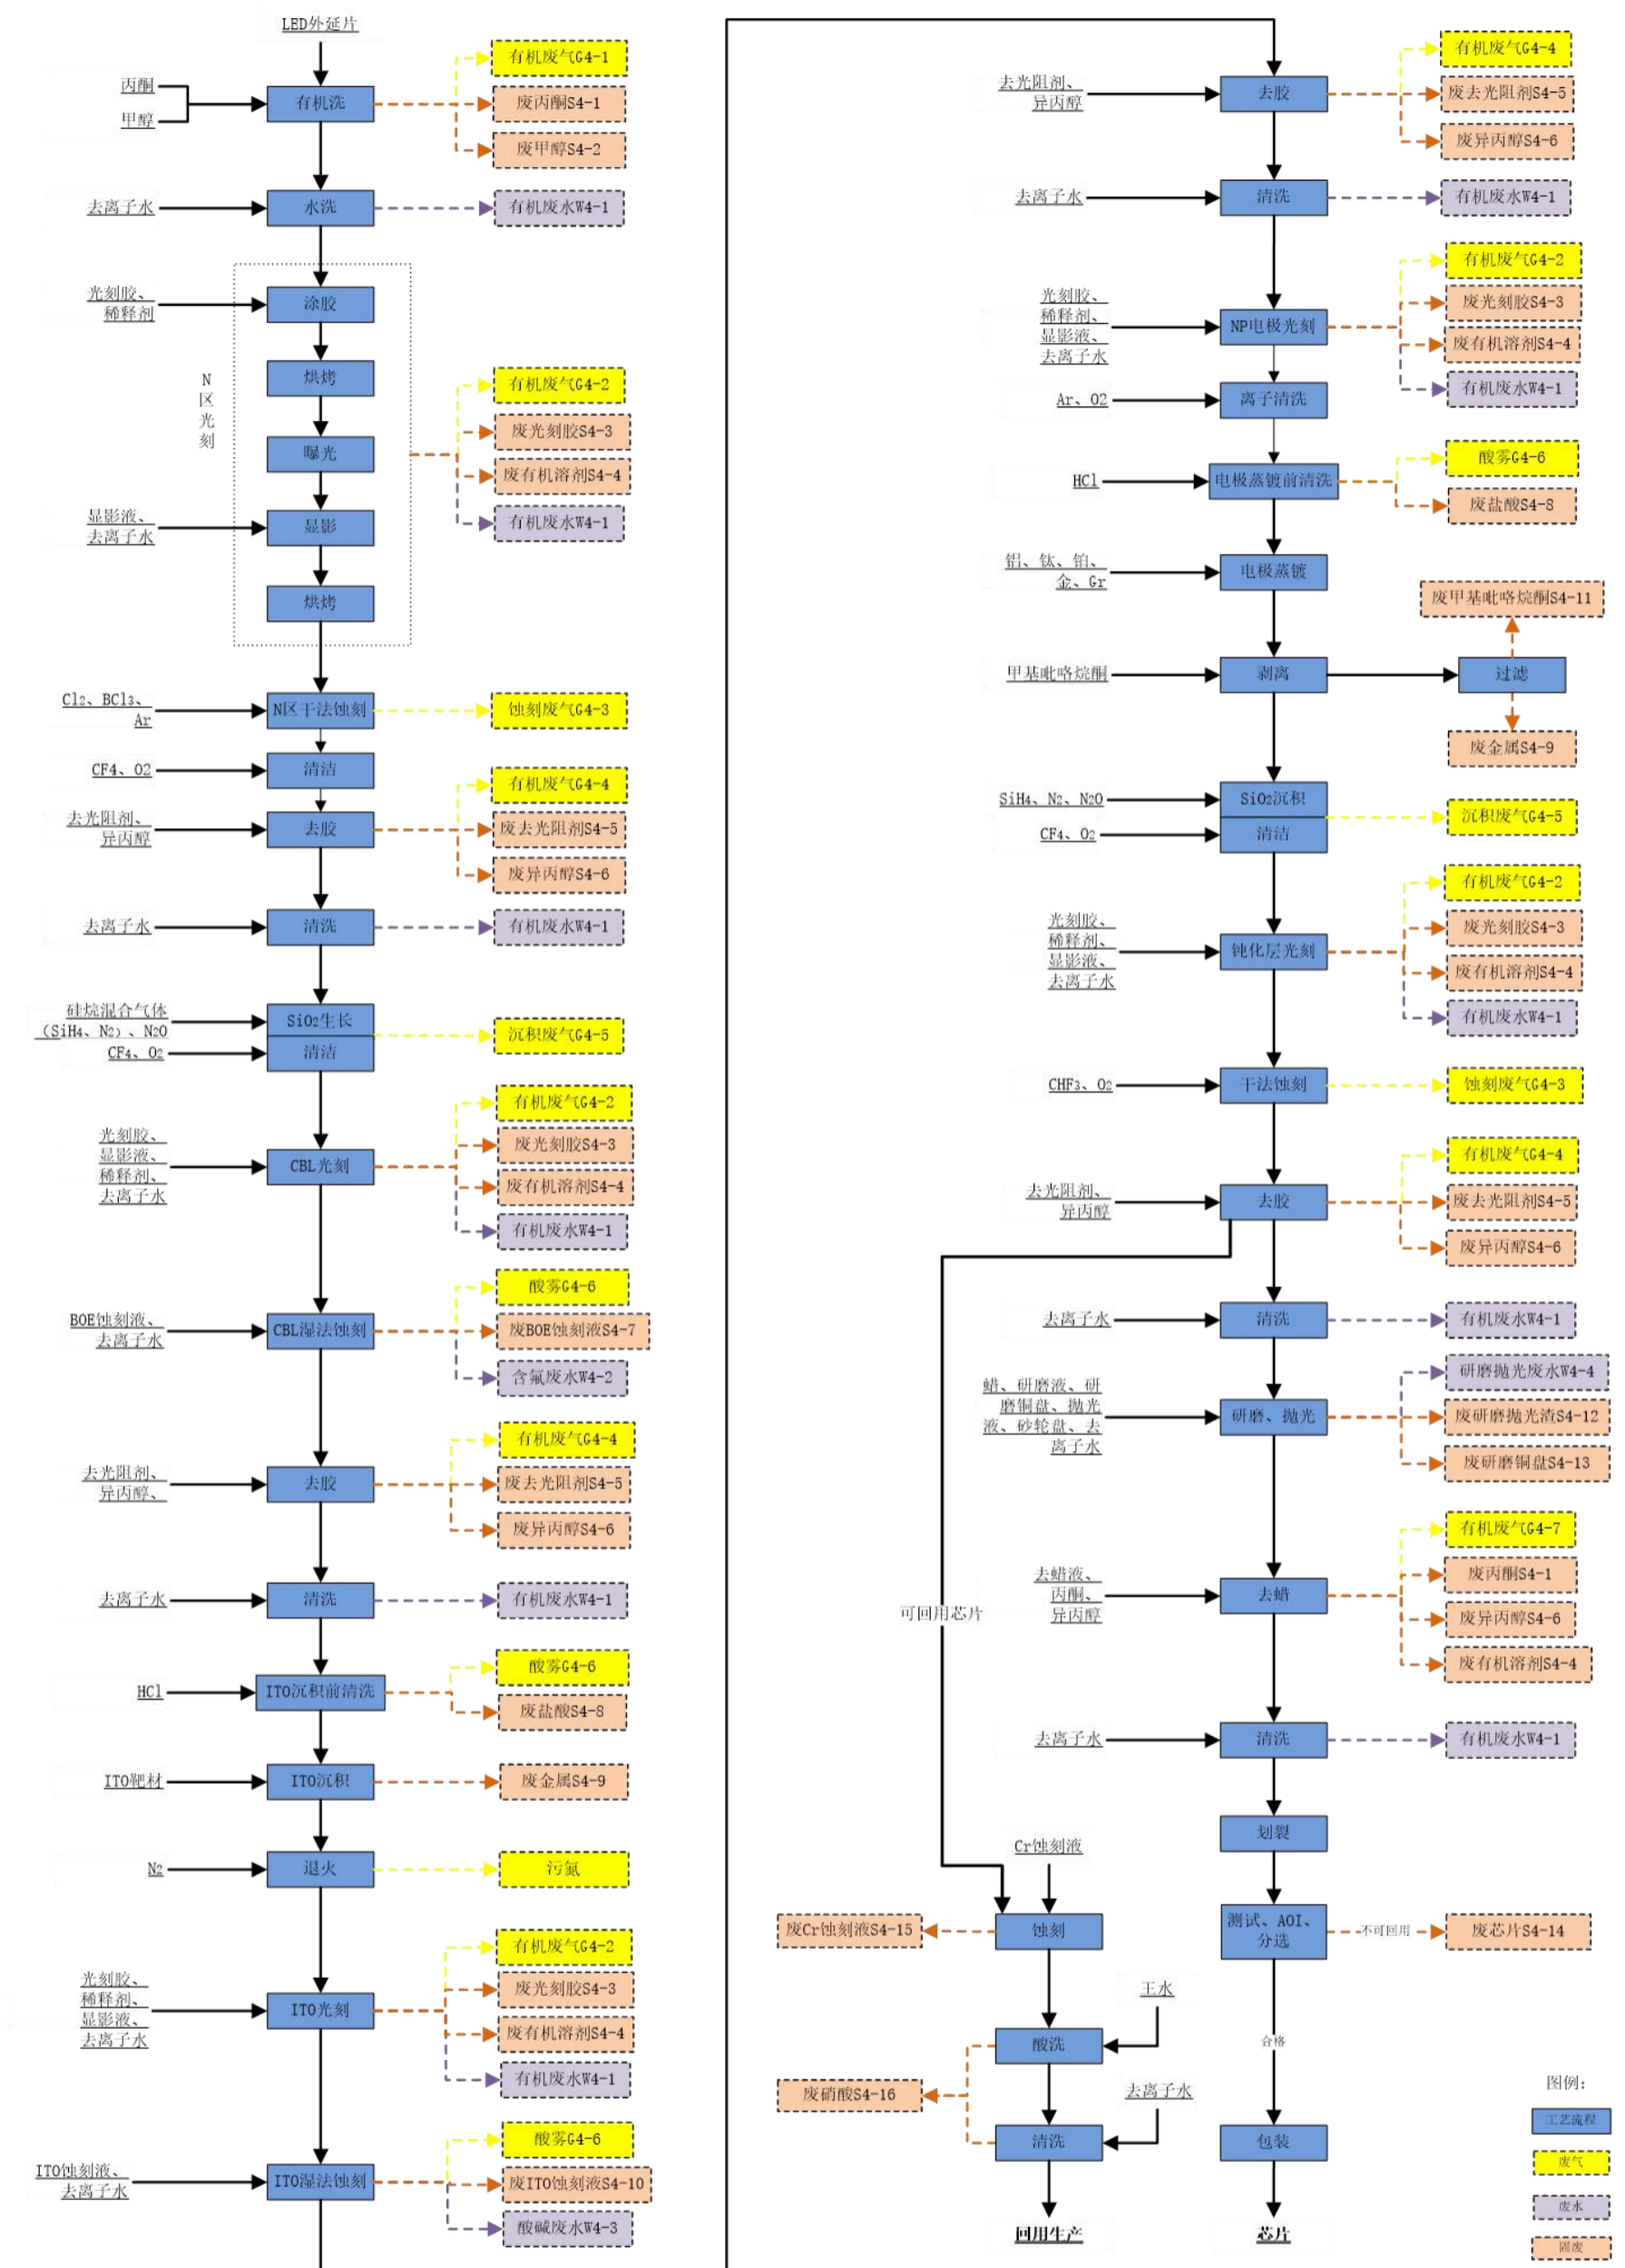 LED外延片
丙酮
甲醇
有机洗
有机废气G4-1
废丙酮S4-1
废甲醇S4-2
去离子水
水洗
有机废水W4-1
N
区
光
刻
光刻胶、
稀释剂
涂胶
烘烤
曝光
显影液、
去离子水
显影
烘烤
有机废气G4-2
废光刻胶S4-3
废有机溶剂S4-4
有机废水W4-1
Cl2、BCl3、
Ar
N区干法蚀刻
蚀刻废气G4-3
CF4、O2
清洁
去光阻剂、
异丙醇
去胶
有机废气G4-4
废去光阻剂S4-5
废异丙醇S4-6
去离子水
清洗
有机废水W4-1
硅烷混合气体
(SiH4、N2)、N2O
CF4、O2
SiO2生长
清洁
沉积废气G4-5
光刻胶、
显影液、
稀释剂、
去离子水
CBL光刻
有机废气G4-2
废光刻胶S4-3
废有机溶剂S4-4
有机废水W4-1
BOE蚀刻液、
去离子水
CBL湿法蚀刻
酸雾G4-6
废BOE蚀刻液S4-7
含氟废水W4-2
去光阻剂、
异丙醇、
去胶
有机废气G4-4
废去光阻剂S4-5
废异丙醇S4-6
去离子水
清洗
有机废水W4-1
HCl
ITO沉积前清洗
酸雾G4-6
废盐酸S4-8
ITO靶材
ITO沉积
废金属S4-9
N2
退火
污氮
光刻胶、
稀释剂、
显影液、
去离子水
ITO光刻
有机废气G4-2
废光刻胶S4-3
废有机溶剂S4-4
有机废水W4-1
ITO蚀刻液、
去离子水
ITO湿法蚀刻
酸雾G4-6
废ITO蚀刻液S4-10
酸碱废水W4-3
去光阻剂、
异丙醇
去胶
有机废气G4-4
废去光阻剂S4-5
废异丙醇S4-6
去离子水
清洗
有机废水W4-1
光刻胶、
稀释剂、
显影液、
去离子水
NP电极光刻
有机废气G4-2
废光刻胶S4-3
废有机溶剂S4-4
有机废水W4-1
Ar、O2
离子清洗
HCl
电极蒸镀前清洗
酸雾G4-6
废盐酸S4-8
铝、钛、铂、
金、Gr
电极蒸镀
甲基吡咯烷酮
剥离
过滤
废甲基吡咯烷酮S4-11
废金属S4-9
SiH4、N2、N2O
CF4、O2
SiO2沉积
清洁
沉积废气G4-5
光刻胶、
稀释剂、
显影液、
去离子水
钝化层光刻
有机废气G4-2
废光刻胶S4-3
废有机溶剂S4-4
有机废水W4-1
CHF3、O2
干法蚀刻
蚀刻废气G4-3
去光阻剂、
异丙醇
去胶
有机废气G4-4
废去光阻剂S4-5
废异丙醇S4-6
去离子水
清洗
有机废水W4-1
蜡、研磨液、研
磨铜盘、抛光
液、砂轮盘、去
离子水
研磨、抛光
研磨抛光废水W4-4
废研磨抛光渣S4-12
废研磨铜盘S4-13
去蜡液、
丙酮、
异丙醇
去蜡
有机废气G4-7
废丙酮S4-1
废异丙醇S4-6
废有机溶剂S4-4
去离子水
清洗
有机废水W4-1
划裂
测试、AOI、
分选
不可回用
废芯片S4-14
合格
包装
芯片
可回用芯片
Cr蚀刻液
蚀刻
废Cr蚀刻液S4-15
王水
酸洗
废硝酸S4-16
去离子水
清洗
回用生产
图例：
工艺流程
废气
废水
固废